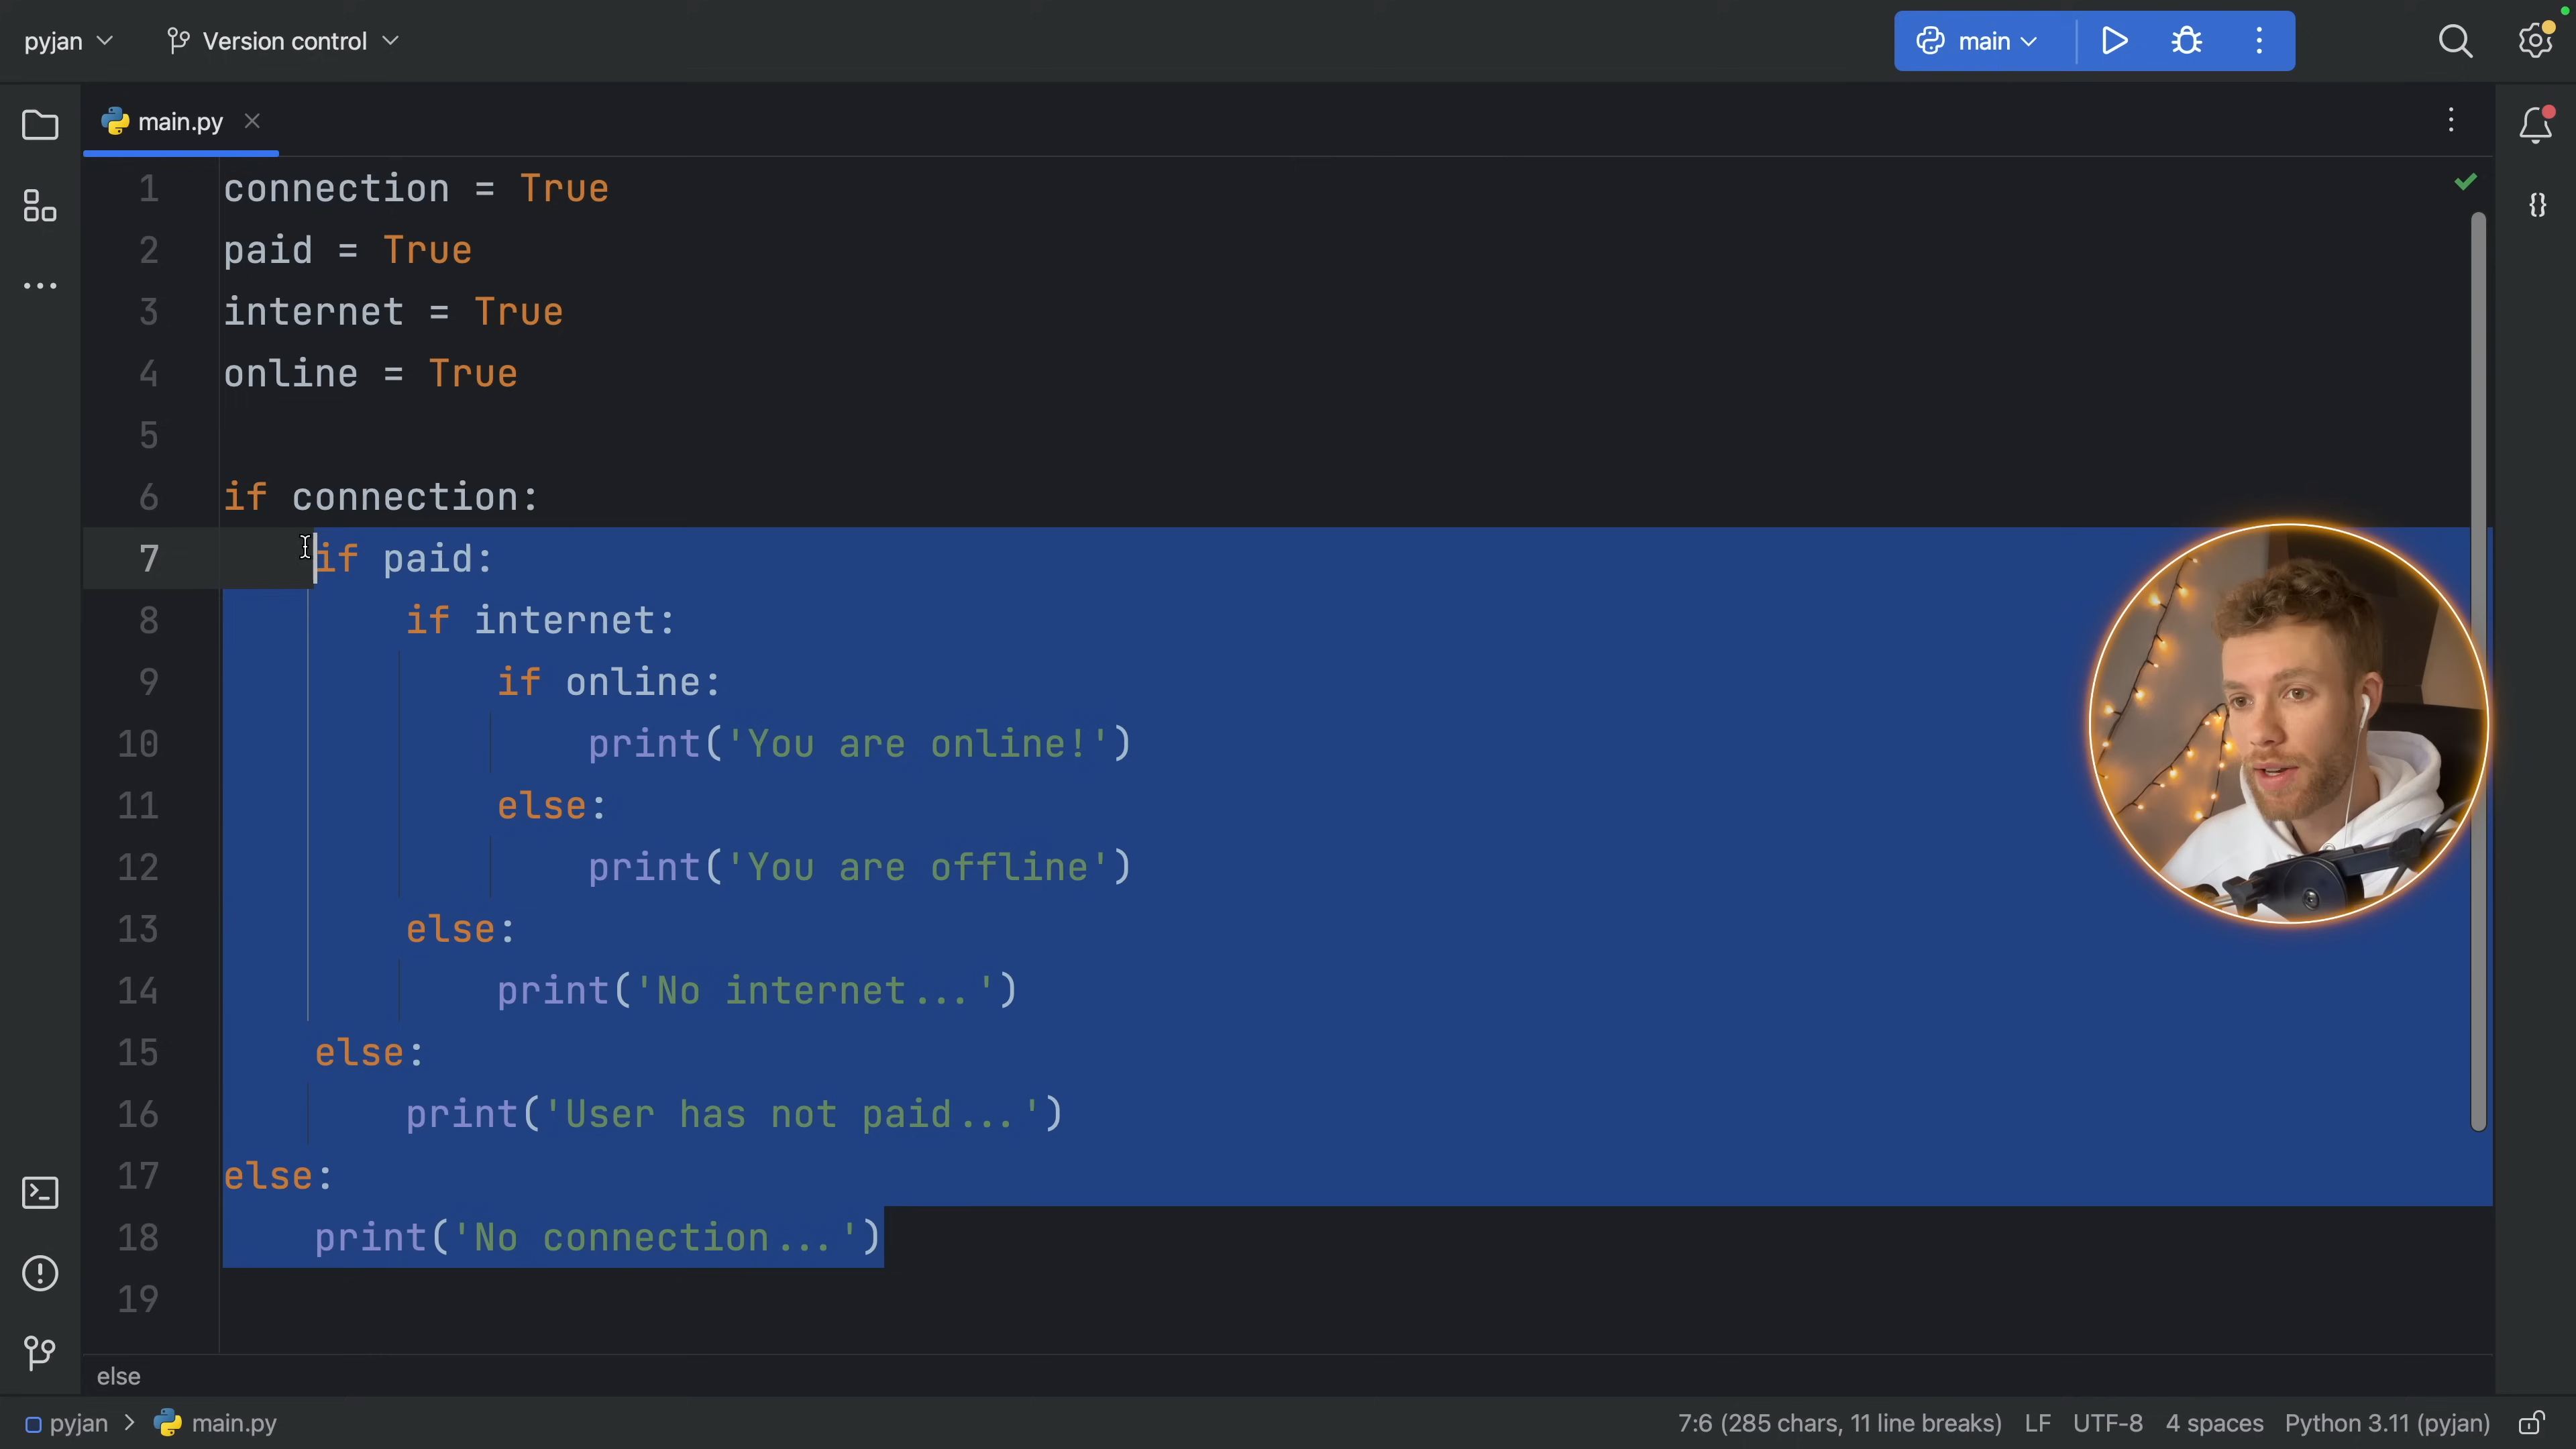 pyjan
Version control
main
main.py
1 connection = True
2 paid = True
3 internet = True
4 online = True
5
6 if connection:
7     if paid:
8         if internet:
9             if online:
10                 print('You are online!')
11             else:
12                 print('You are offline')
13         else:
14             print('No internet...')
15     else:
16         print('User has not paid...')
17 else:
18     print('No connection...')
19
else
pyjan > main.py 7:6 (285 chars, 11 line breaks) LF UTF-8 4 spaces Python 3.11 (pyjan)